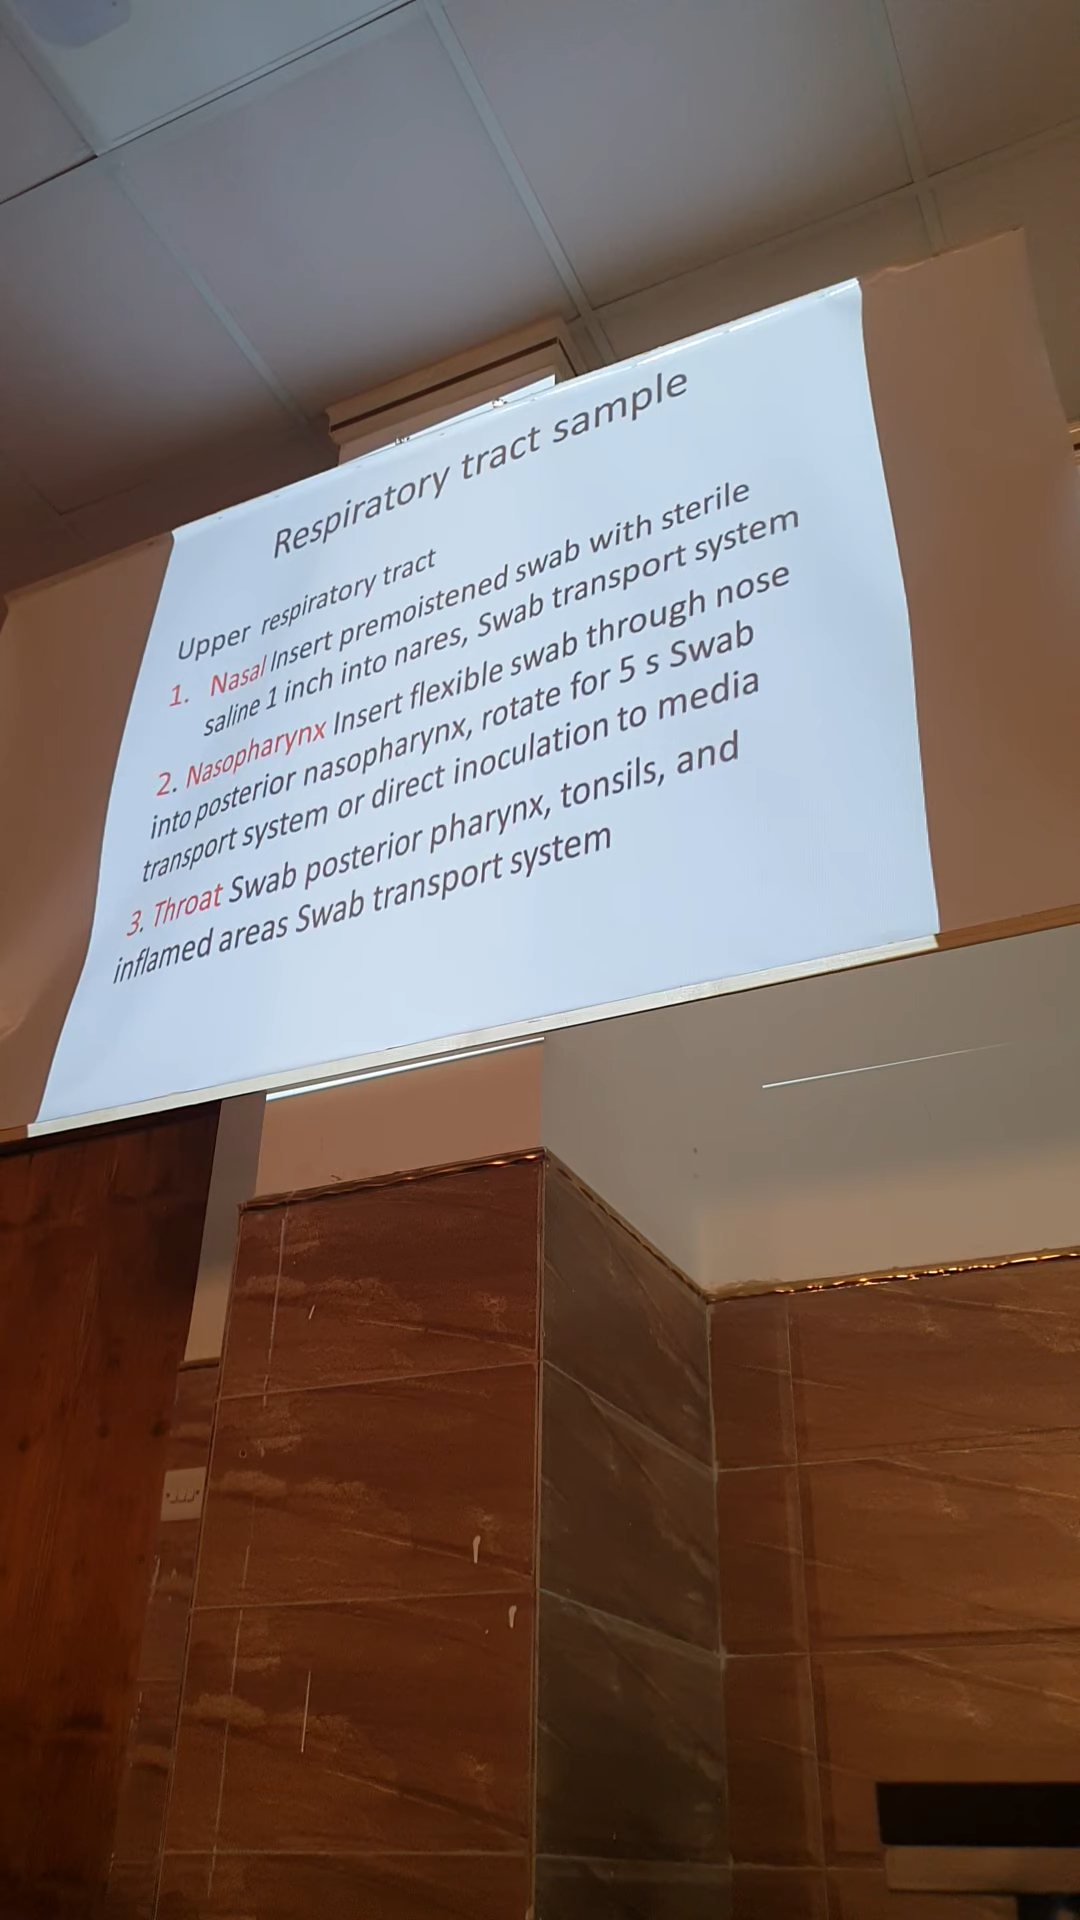 Respiratory tract sample
Upper respiratory tract
1. Nasal Insert premoistened swab with sterile
saline 1 inch into nares, Swab transport system
2. Nasopharynx Insert flexible swab through nose
into posterior nasopharynx, rotate for 5 s Swab
transport system or direct inoculation to media
3. Throat Swab posterior pharynx, tonsils, and
inflamed areas Swab transport system